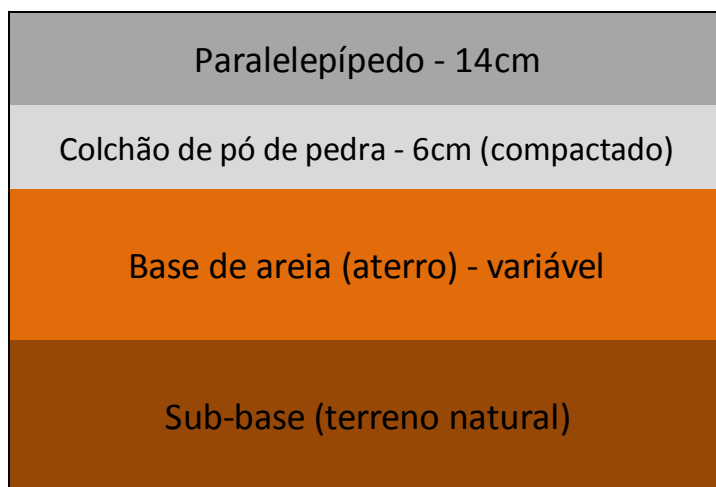 Paralelepípedo - 14cm
Colchão de pó de pedra - 6cm (compactado)
Base de areia (aterro) - variável
Sub-base (terreno natural)